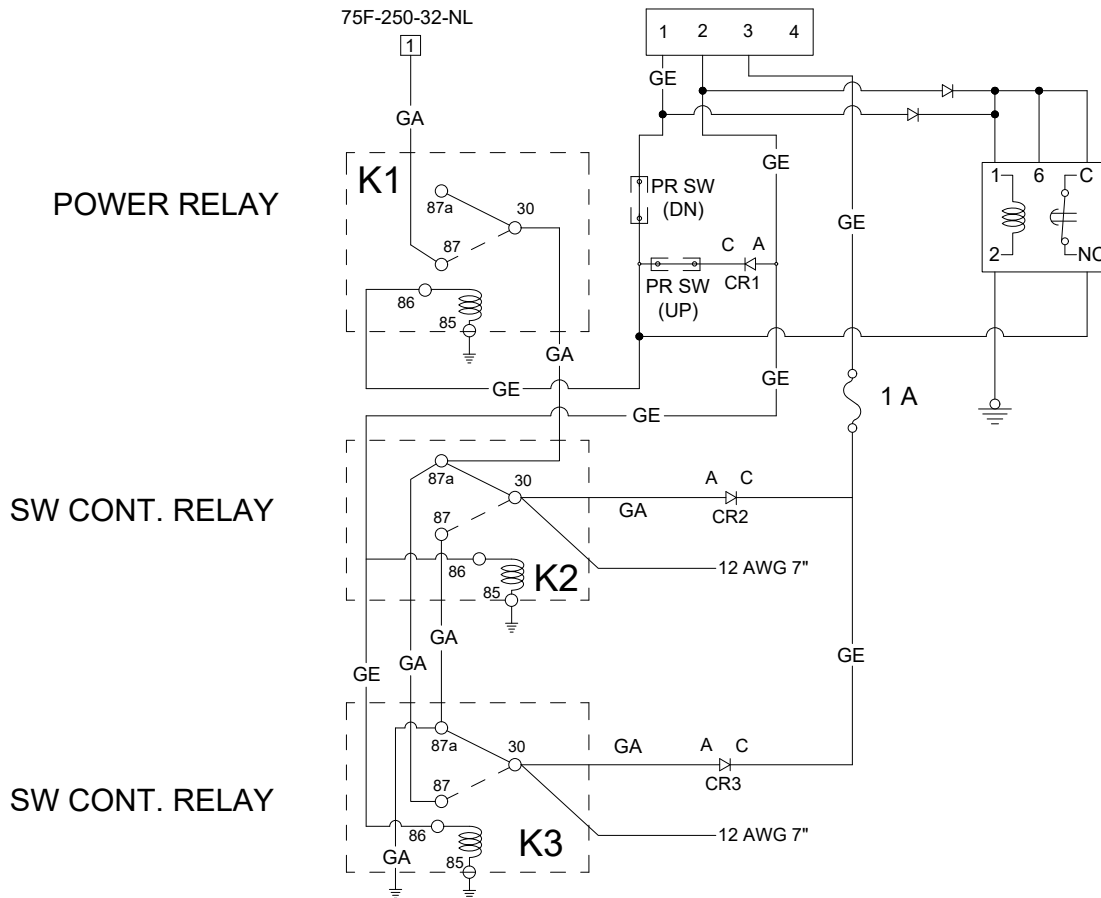 75F-250-32-NL
1
1 2 3 4
GE
GA
GE
K1
POWER RELAY
87a
30
87
86
85
PR SW
(DN)
C A
CR1
PR SW
(UP)
GE
1 6 C
2 NC
GA
GE
GE
GE
1 A
SW CONT. RELAY
87a
30
87
86
85
K2
GA
A C
CR2
12 AWG 7"
GA
GA
GE
GE
SW CONT. RELAY
87a
30
87
86
85
K3
GA
GA
A C
CR3
12 AWG 7"